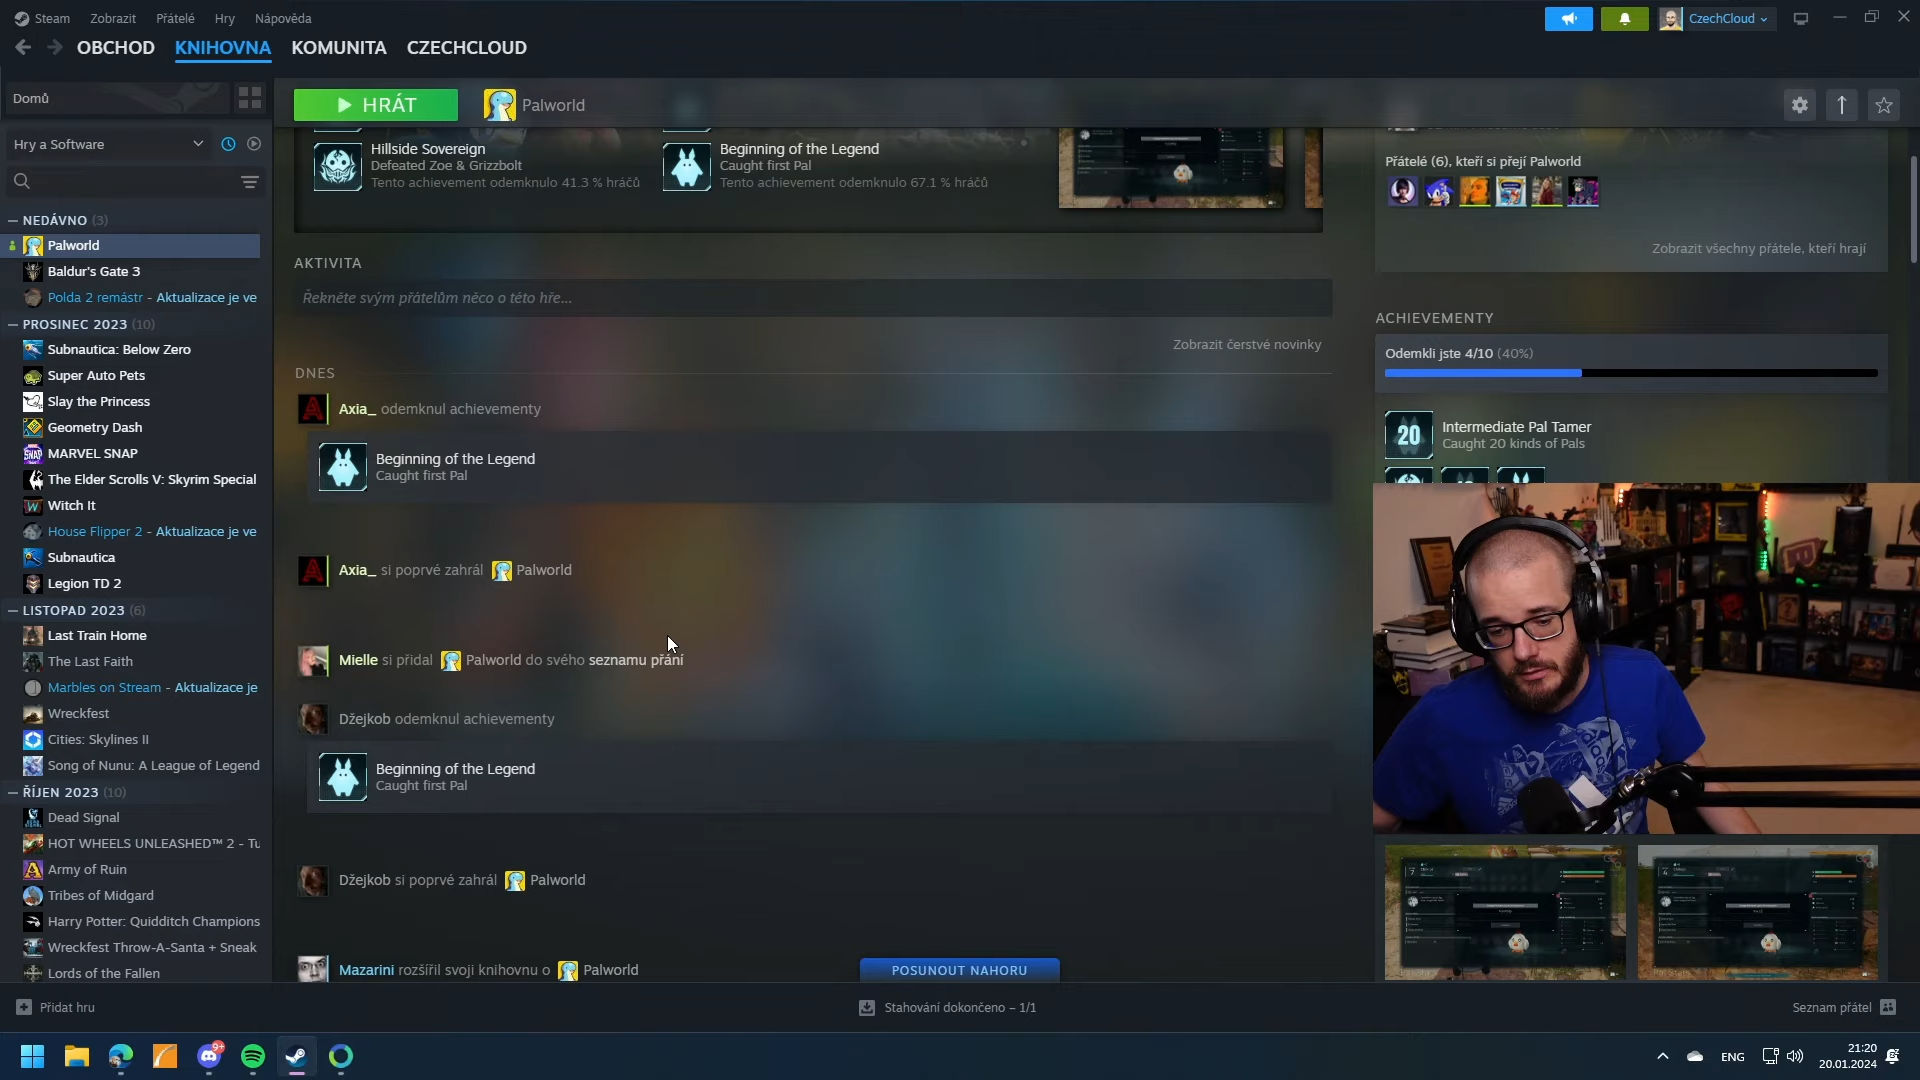 Steam Zobrazit Přátelé Hry Nápověda
CzechCloud
OBCHOD KNIHOVNA KOMUNITA CZECHCLOUD
Domů
HRÁT
Palworld
Hry a Software
NEDÁVNO (3)
Palworld
Baldur's Gate 3
Polda 2 remástr - Aktualizace je ve
PROSINEC 2023 (10)
Subnautica: Below Zero
Super Auto Pets
Slay the Princess
Geometry Dash
MARVEL SNAP
The Elder Scrolls V: Skyrim Special
Witch It
House Flipper 2 - Aktualizace je ve
Subnautica
Legion TD 2
LISTOPAD 2023 (6)
Last Train Home
The Last Faith
Marbles on Stream - Aktualizace je
Wreckfest
Cities: Skylines II
Song of Nunu: A League of Legend
ŘÍJEN 2023 (10)
Dead Signal
HOT WHEELS UNLEASHED™ 2 - Tu
Army of Ruin
Tribes of Midgard
Harry Potter: Quidditch Champions
Wreckfest Throw-A-Santa + Sneak
Lords of the Fallen
Přidat hru
Hillside Sovereign
Defeated Zoe & Grizzbolt
Tento achievement odemknulo 41.3 % hráčů
Beginning of the Legend
Caught first Pal
Tento achievement odemknulo 67.1 % hráčů
AKTIVITA
Řekněte svým přátelům něco o této hře...
Zobrazit čerstvé novinky
DNES
Axia_ odemknul achievementy
Beginning of the Legend
Caught first Pal
Axia_ si poprvé zahrál Palworld
Mielle si přidal Palworld do svého seznamu přání
Džejkob odemknul achievementy
Beginning of the Legend
Caught first Pal
Džejkob si poprvé zahrál Palworld
Mazarini rozšířil svoji knihovnu o Palworld
POSUNOUT NAHORU
Přátelé (6), kteří si přejí Palworld
Zobrazit všechny přátele, kteří hrají
ACHIEVEMENTY
Odemkli jste 4/10 (40%)
20
Intermediate Pal Tamer
Caught 20 kinds of Pals
Stahování dokončeno – 1/1
Seznam přátel
9+
ENG
21:20
20.01.2024